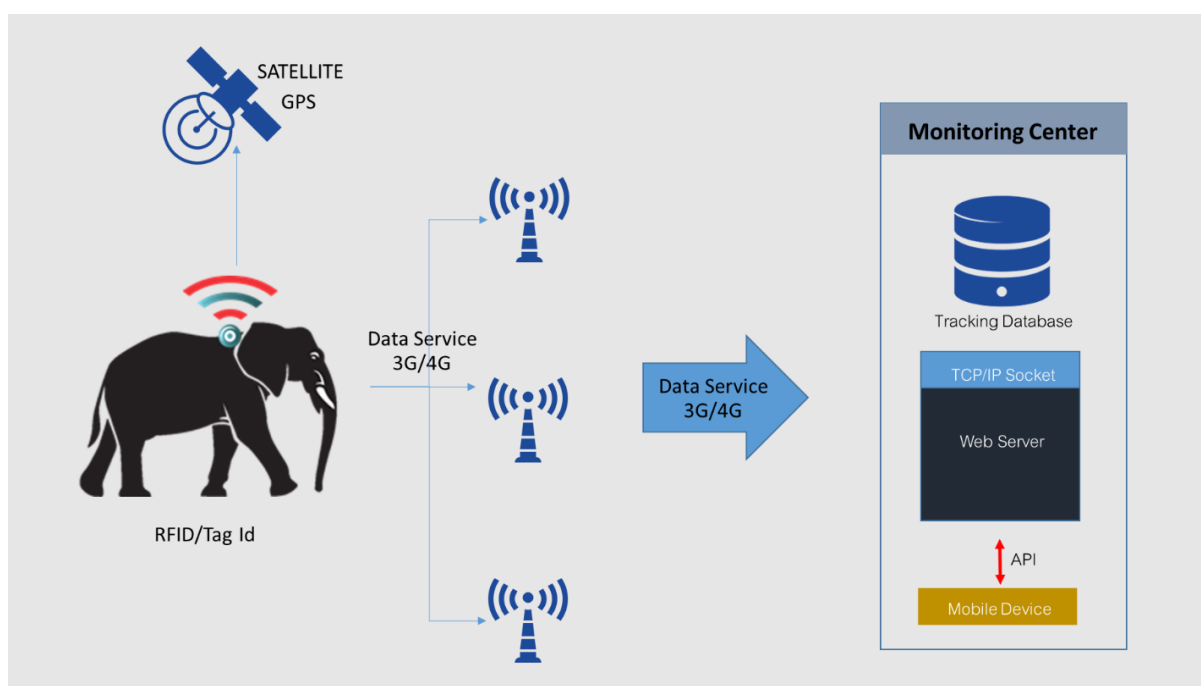 SATELLITE
GPS
Monitoring Center
Tracking Database
Data Service
3G/4G
Data Service
3G/4G
TCP/IP Socket
Web Server
RFID/Tag Id
API
Mobile Device